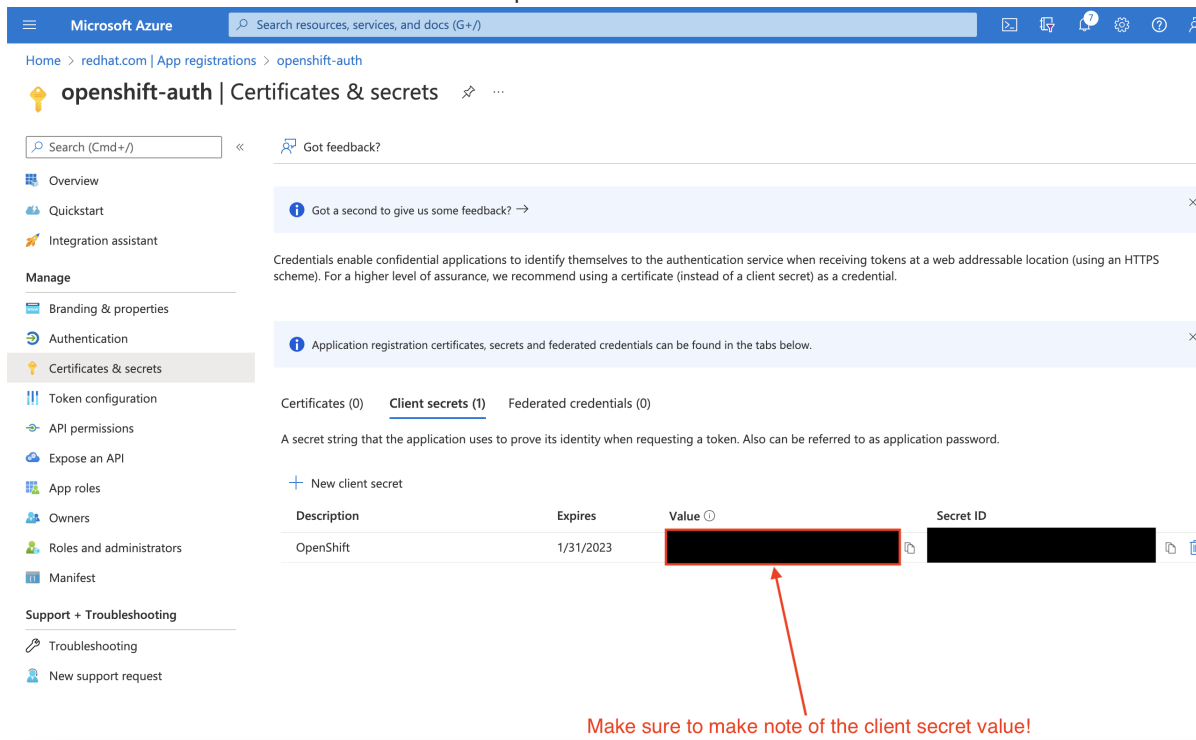 Microsoft Azure
Search resources, services, and docs (G+/)
7
Home > redhat.com | App registrations > openshift-auth
openshift-auth | Certificates & secrets
Search (Cmd+/)
«
Got feedback?
Overview
Quickstart
Integration assistant
Manage
Branding & properties
Authentication
Certificates & secrets
Token configuration
API permissions
Expose an API
App roles
Owners
Roles and administrators
Manifest
Support + Troubleshooting
Troubleshooting
New support request
Got a second to give us some feedback? →
Credentials enable confidential applications to identify themselves to the authentication service when receiving tokens at a web addressable location (using an HTTPS
scheme). For a higher level of assurance, we recommend using a certificate (instead of a client secret) as a credential.
Application registration certificates, secrets and federated credentials can be found in the tabs below.
Certificates (0) Client secrets (1) Federated credentials (0)
A secret string that the application uses to prove its identity when requesting a token. Also can be referred to as application password.
+ New client secret
Description Expires Value Secret ID
OpenShift 1/31/2023
Make sure to make note of the client secret value!